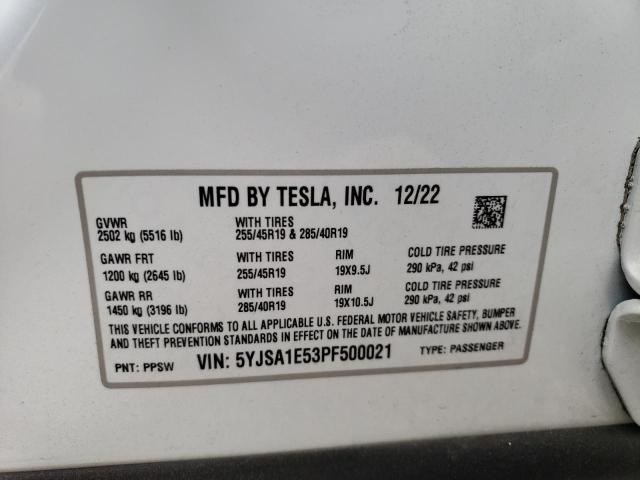 MFD BY TESLA, INC. 12/22
GVWR
2502 kg (5516 lb)
WITH TIRES
255/45R19 & 285/40R19
GAWR FRT
1200 kg (2645 lb)
WITH TIRES
255/45R19
RIM
19X9.5J
COLD TIRE PRESSURE
290 kPa, 42 psi
GAWR RR
1450 kg (3196 lb)
WITH TIRES
285/40R19
RIM
19X10.5J
COLD TIRE PRESSURE
290 kPa, 42 psi
THIS VEHICLE CONFORMS TO ALL APPLICABLE U.S. FEDERAL MOTOR VEHICLE SAFETY, BUMPER
AND THEFT PREVENTION STANDARDS IN EFFECT ON THE DATE OF MANUFACTURE SHOWN ABOVE.
PNT: PPSW VIN: 5YJSA1E53PF500021 TYPE: PASSENGER